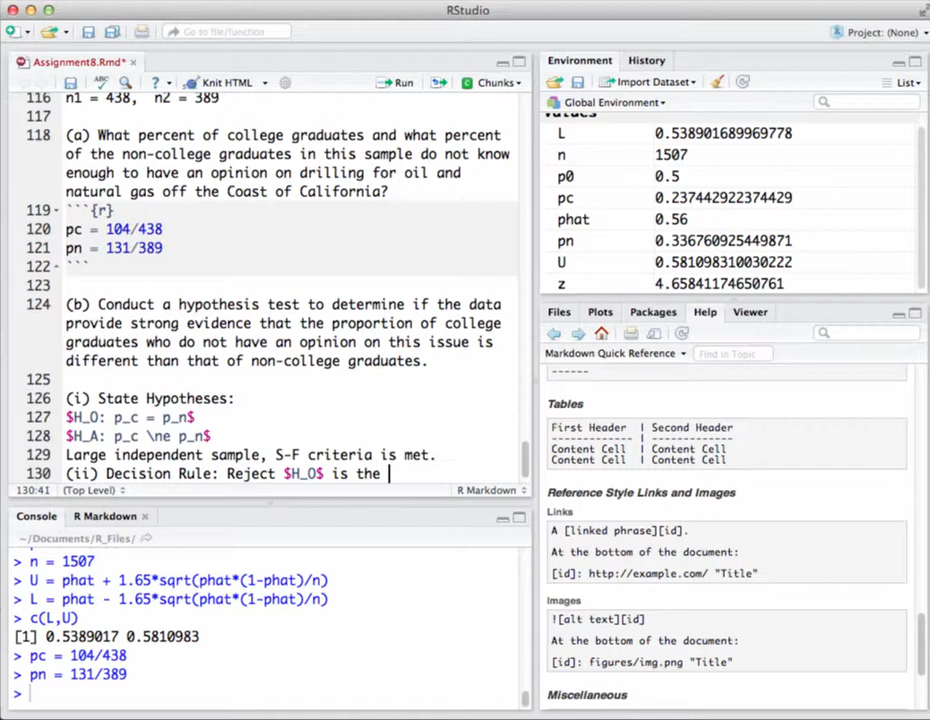 RStudio
Go to file/function
Project: (None)
Assignment8.Rmd*
ABC
? Knit HTML
Run
Chunks
116 n1 = 438, n2 = 389
117
118 (a) What percent of college graduates and what percent
of the non-college graduates in this sample do not know
enough to have an opinion on drilling for oil and
natural gas off the Coast of California?
119 ```{r}
120 pc = 104/438
121 pn = 131/389
122 ```
123
124 (b) Conduct a hypothesis test to determine if the data
provide strong evidence that the proportion of college
graduates who do not have an opinion on this issue is
different than that of non-college graduates.
125
126 (i) State Hypotheses:
127 $H_O: p_c = p_n$
128 $H_A: p_c \ne p_n$
129 Large independent sample, S-F criteria is met.
130 (ii) Decision Rule: Reject $H_O$ is the
130:41 (Top Level) R Markdown
Console R Markdown
~/Documents/R_Files/
> n = 1507
> U = phat + 1.65*sqrt(phat*(1-phat)/n)
> L = phat - 1.65*sqrt(phat*(1-phat)/n)
> c(L,U)
[1] 0.5389017 0.5810983
> pc = 104/438
> pn = 131/389
>
Environment History
Import Dataset List
Global Environment
Values
L 0.538901689969778
n 1507
p0 0.5
pc 0.237442922374429
phat 0.56
pn 0.336760925449871
U 0.581098310030222
z 4.65841174650761
Files Plots Packages Help Viewer
Markdown Quick Reference Find in Topic
------
Tables
First Header | Second Header
------------- | -------------
Content Cell | Content Cell
Content Cell | Content Cell
Reference Style Links and Images
Links
A [linked phrase][id].
At the bottom of the document:
[id]: http://example.com/ "Title"
Images
![alt text][id]
At the bottom of the document:
[id]: figures/img.png "Title"
Miscellaneous